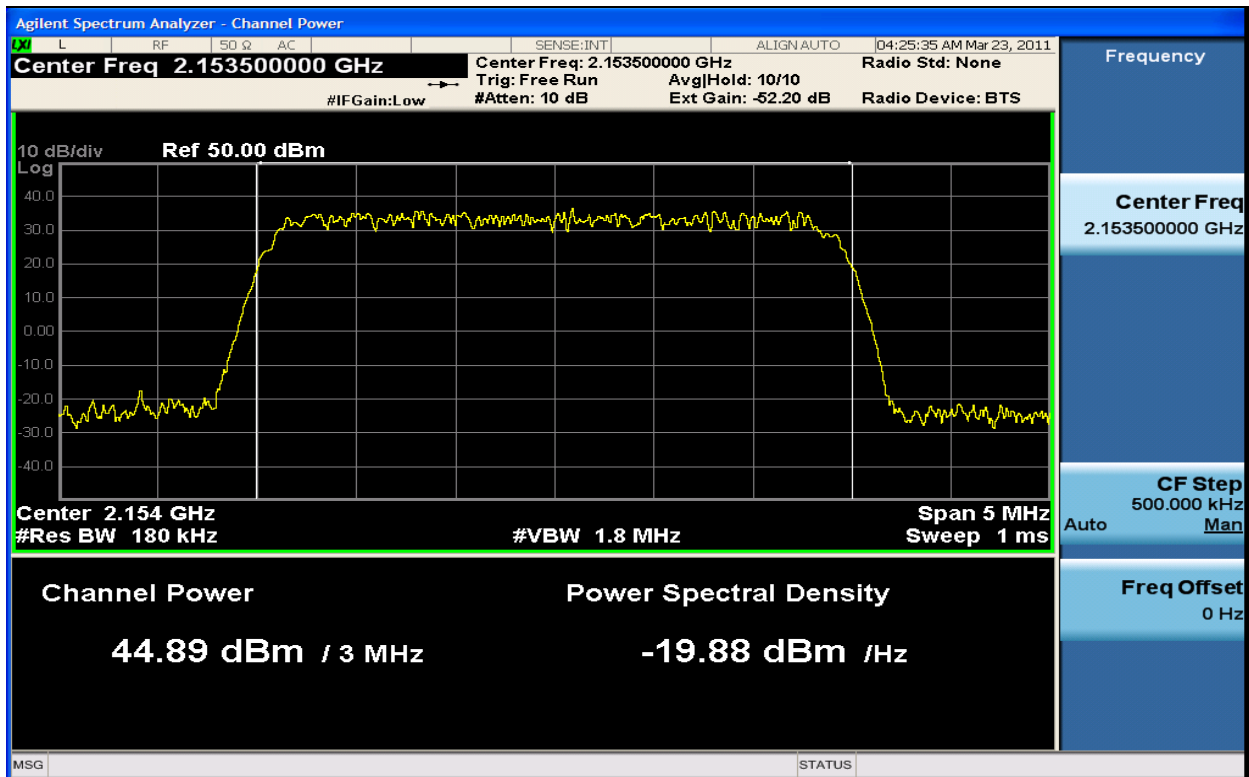 Agilent Spectrum Analyzer - Channel Power
LXI L RF 50 Ω AC SENSE:INT ALIGN AUTO 04:25:35 AM Mar 23, 2011
Center Freq 2.153500000 GHz
#IFGain:Low
Center Freq: 2.153500000 GHz
Trig: Free Run Avg|Hold: 10/10
#Atten: 10 dB Ext Gain: -52.20 dB
Radio Std: None
Radio Device: BTS
10 dB/div Ref 50.00 dBm
Log
40.0
30.0
20.0
10.0
0.00
-10.0
-20.0
-30.0
-40.0
Center 2.154 GHz Span 5 MHz
#Res BW 180 kHz #VBW 1.8 MHz Sweep 1 ms
Channel Power Power Spectral Density
44.89 dBm / 3 MHz -19.88 dBm /Hz
Frequency
Center Freq
2.153500000 GHz
CF Step
500.000 kHz
Auto Man
Freq Offset
0 Hz
MSG STATUS